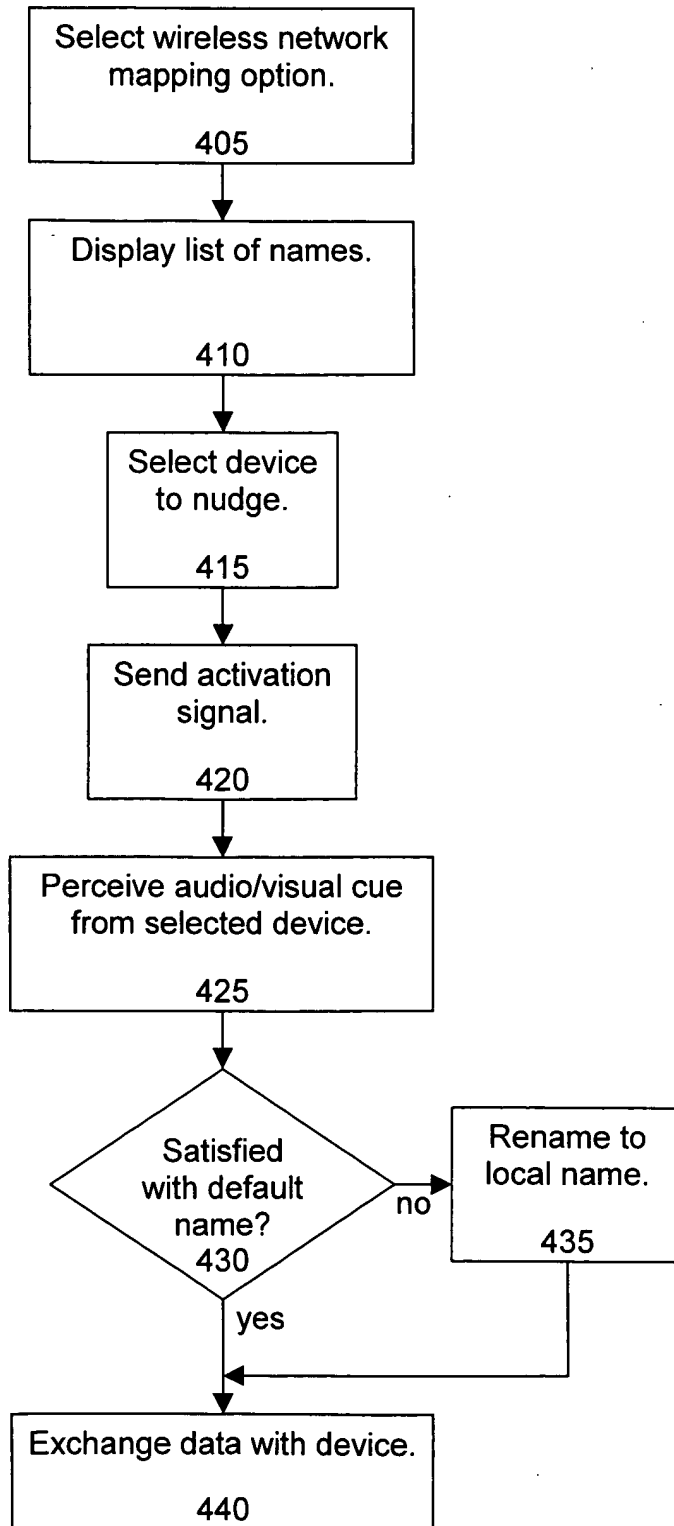 Select wireless network
mapping option.
405
Display list of names.
410
Select device
to nudge.
415
Send activation
signal.
420
Perceive audio/visual cue
from selected device.
425
Satisfied
with default
name?
430
no
Rename to
local name.
435
yes
Exchange data with device.
440